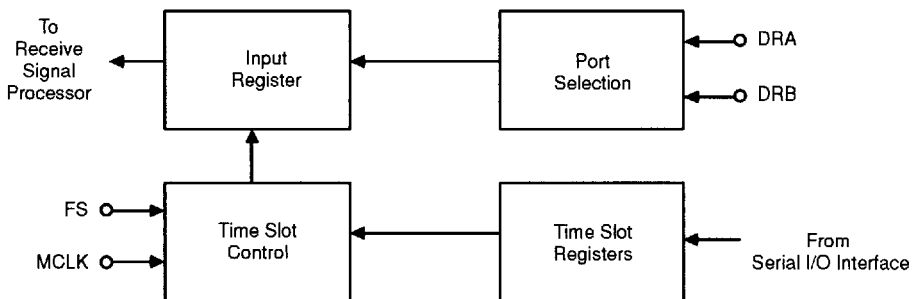 To
Receive
Signal
Processor
Input
Register
Port
Selection
DRA
DRB
FS
MCLK
Time Slot
Control
Time Slot
Registers
From
Serial I/O Interface